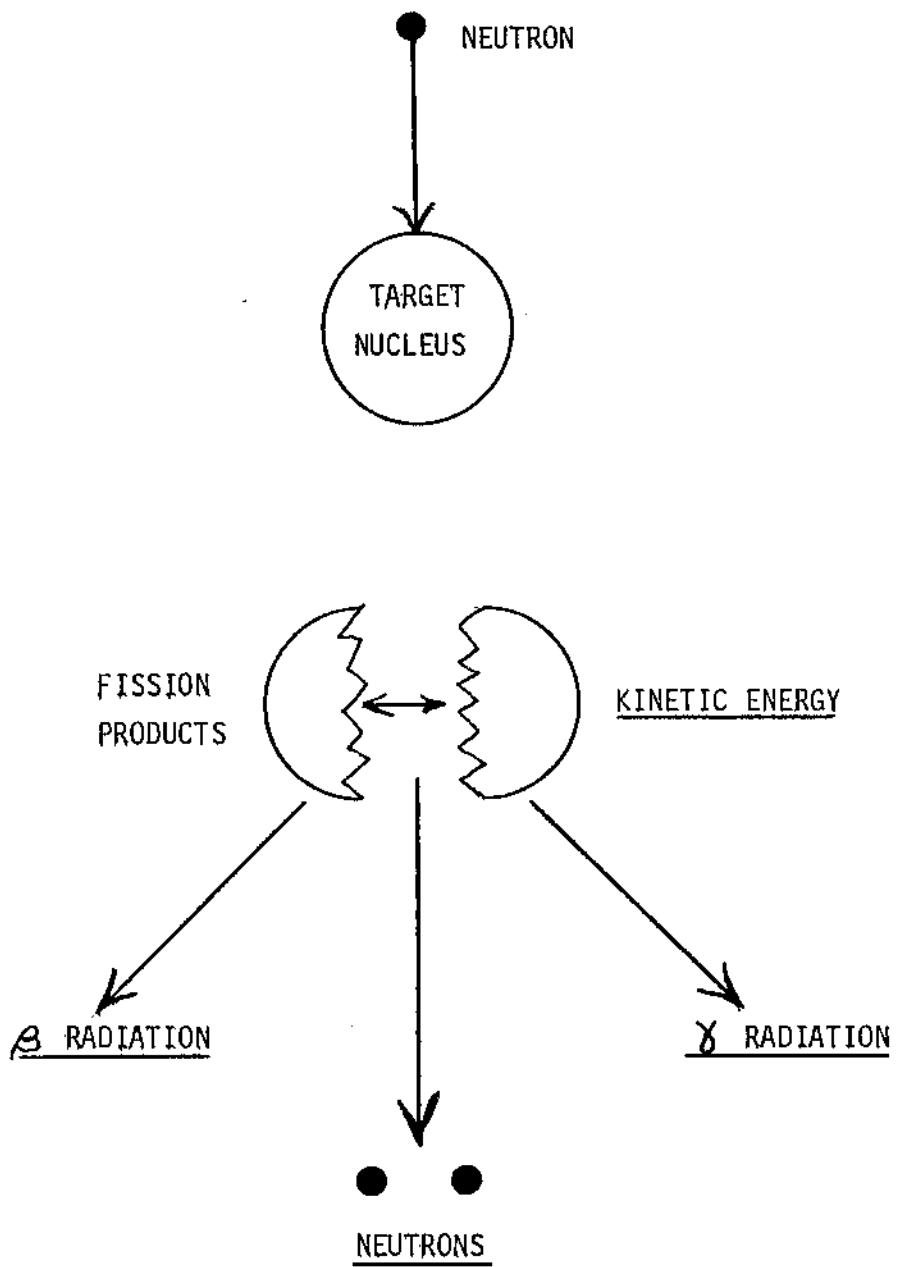 NEUTRON
TARGET
NUCLEUS
FISSION
PRODUCTS
KINETIC ENERGY
β RADIATION
γ RADIATION
NEUTRONS